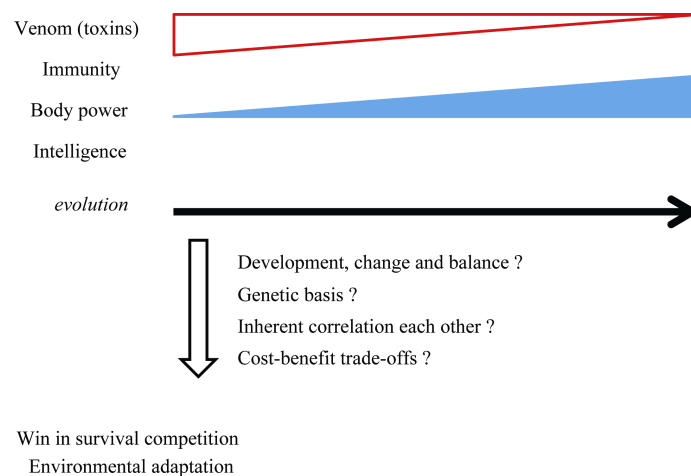 Venom (toxins)
Immunity
Body power
Intelligence
evolution
Development, change and balance ?
Genetic basis ?
Inherent correlation each other ?
Cost-benefit trade-offs ?
Win in survival competition
Environmental adaptation